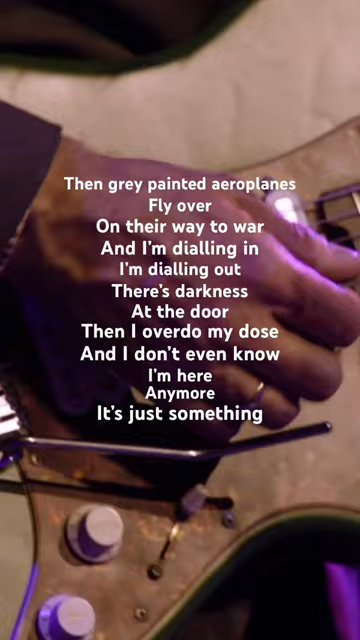 Then grey painted aeroplanes
Fly over
On their way to war
And I'm dialling in
I'm dialling out
There's darkness
At the door
Then I overdo my dose
And I don't even know
I'm here
Anymore
It's just something